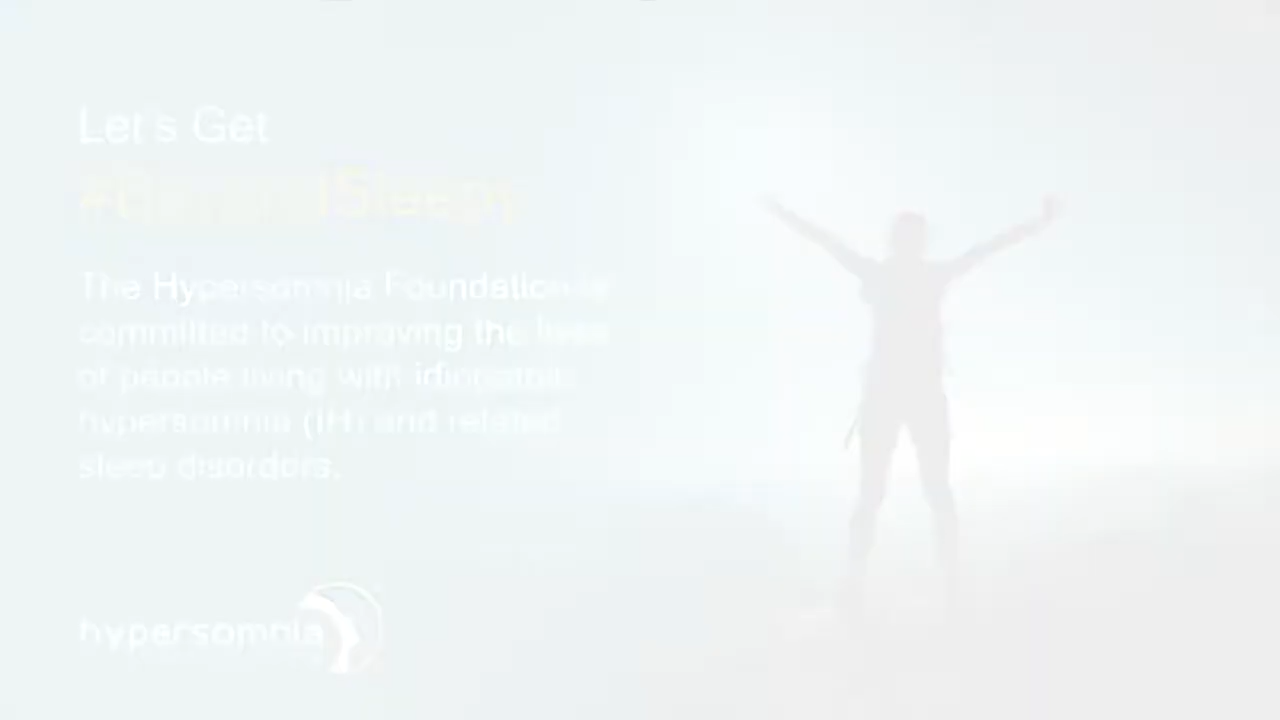 Let's Get
The Hypersomnia Foundation is
committed to improving the lives
of people living with idiopathic
hypersomnia (IH) and related
sleep disorders.
hypersomnia